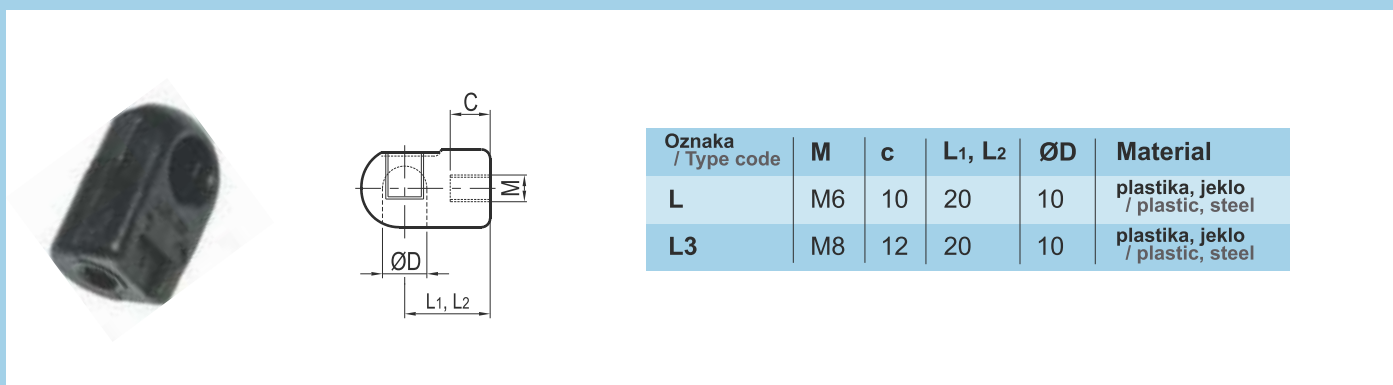 C
M
ØD
L1, L2
Oznaka
/ Type code
M
c
L1, L2
ØD
Material
L
M6
10
20
10
plastika, jeklo
/ plastic, steel
L3
M8
12
20
10
plastika, jeklo
/ plastic, steel